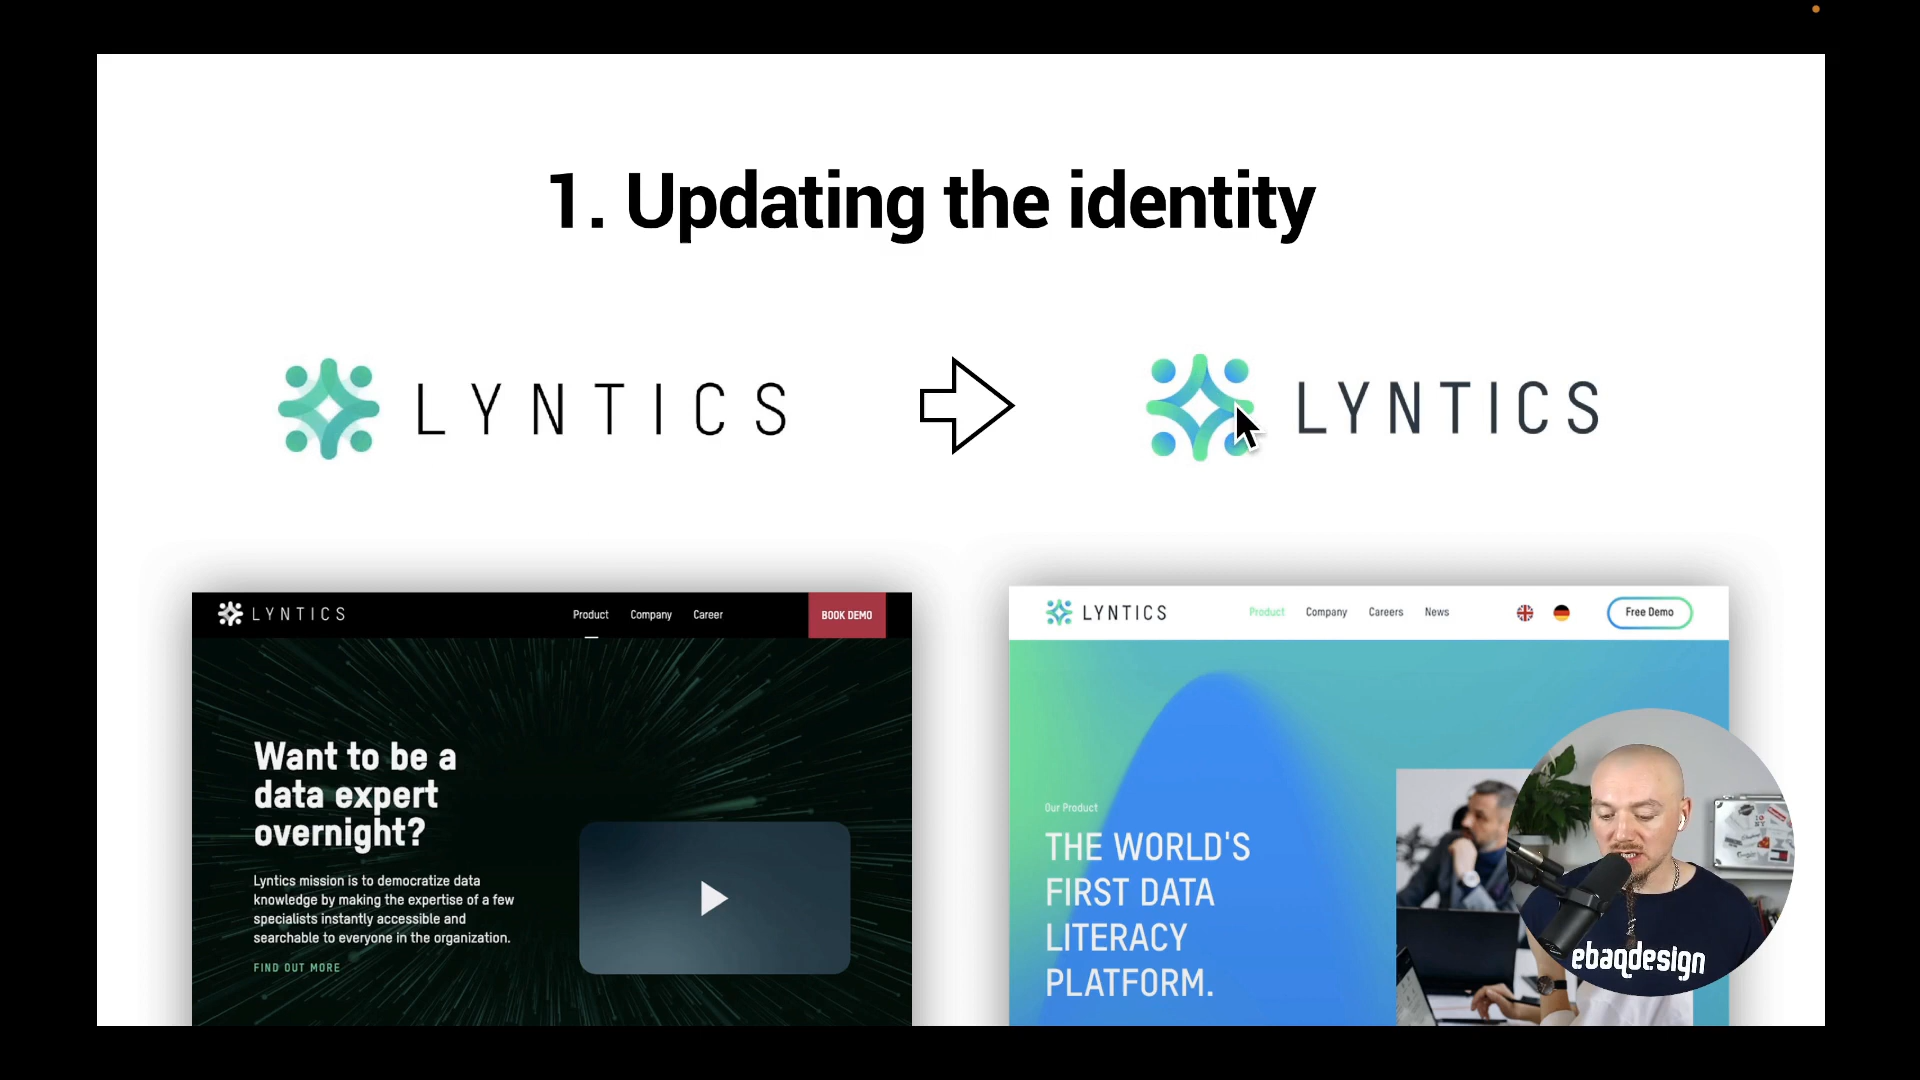 1. Updating the identity
LYNTICS
LYNTICS
LYNTICS
Product
Company
Career
BOOK DEMO
Want to be a
data expert
overnight?
Lyntics mission is to democratize data
knowledge by making the expertise of a few
specialists instantly accessible and
searchable to everyone in the organization.
FIND OUT MORE
LYNTICS
Product
Company
Careers
News
Free Demo
Our Product
THE WORLD'S
FIRST DATA
LITERACY
PLATFORM.
ebaqdesign